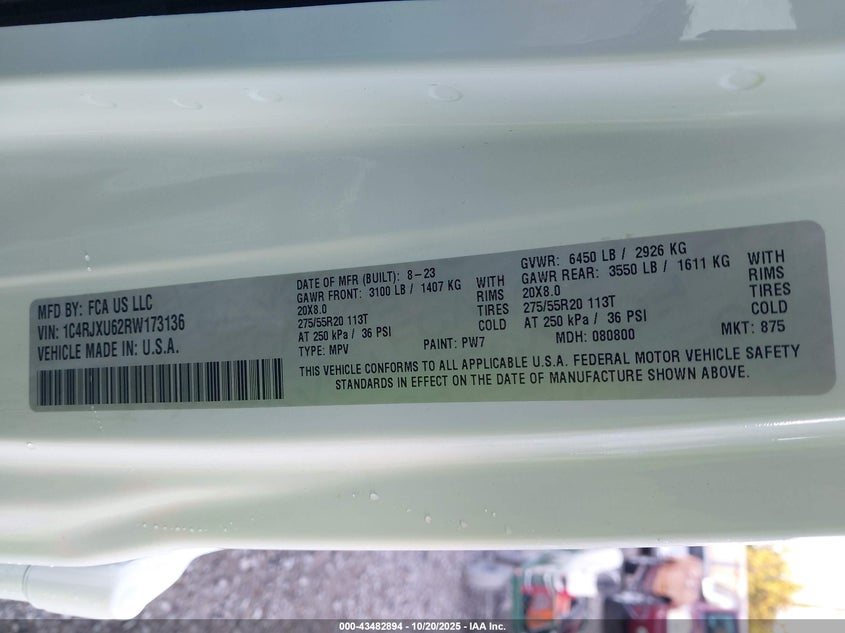 MFD BY: FCA US LLC
VIN: 1C4RJXU62RW173136
VEHICLE MADE IN: U.S.A.
DATE OF MFR (BUILT): 8-23
GAWR FRONT: 3100 LB / 1407 KG WITH
20X8.0 RIMS
275/55R20 113T TIRES
AT 250 kPa / 36 PSI COLD
TYPE: MPV PAINT: PW7
GVWR: 6450 LB / 2926 KG
GAWR REAR: 3550 LB / 1611 KG WITH
20X8.0 RIMS
275/55R20 113T TIRES
AT 250 kPa / 36 PSI COLD
MDH: 080800 MKT: 875
THIS VEHICLE CONFORMS TO ALL APPLICABLE U.S.A. FEDERAL MOTOR VEHICLE SAFETY
STANDARDS IN EFFECT ON THE DATE OF MANUFACTURE SHOWN ABOVE.
000-43482894 | 10/20/2025 - IAA Inc.